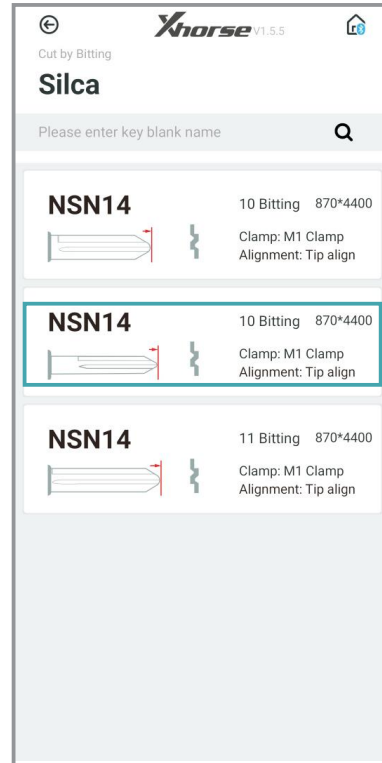 Xhorse V1.5.5
Cut by Bitting
Silca
Please enter key blank name
NSN14
10 Bitting 870*4400
Clamp: M1 Clamp
Alignment: Tip align
NSN14
10 Bitting 870*4400
Clamp: M1 Clamp
Alignment: Tip align
NSN14
11 Bitting 870*4400
Clamp: M1 Clamp
Alignment: Tip align